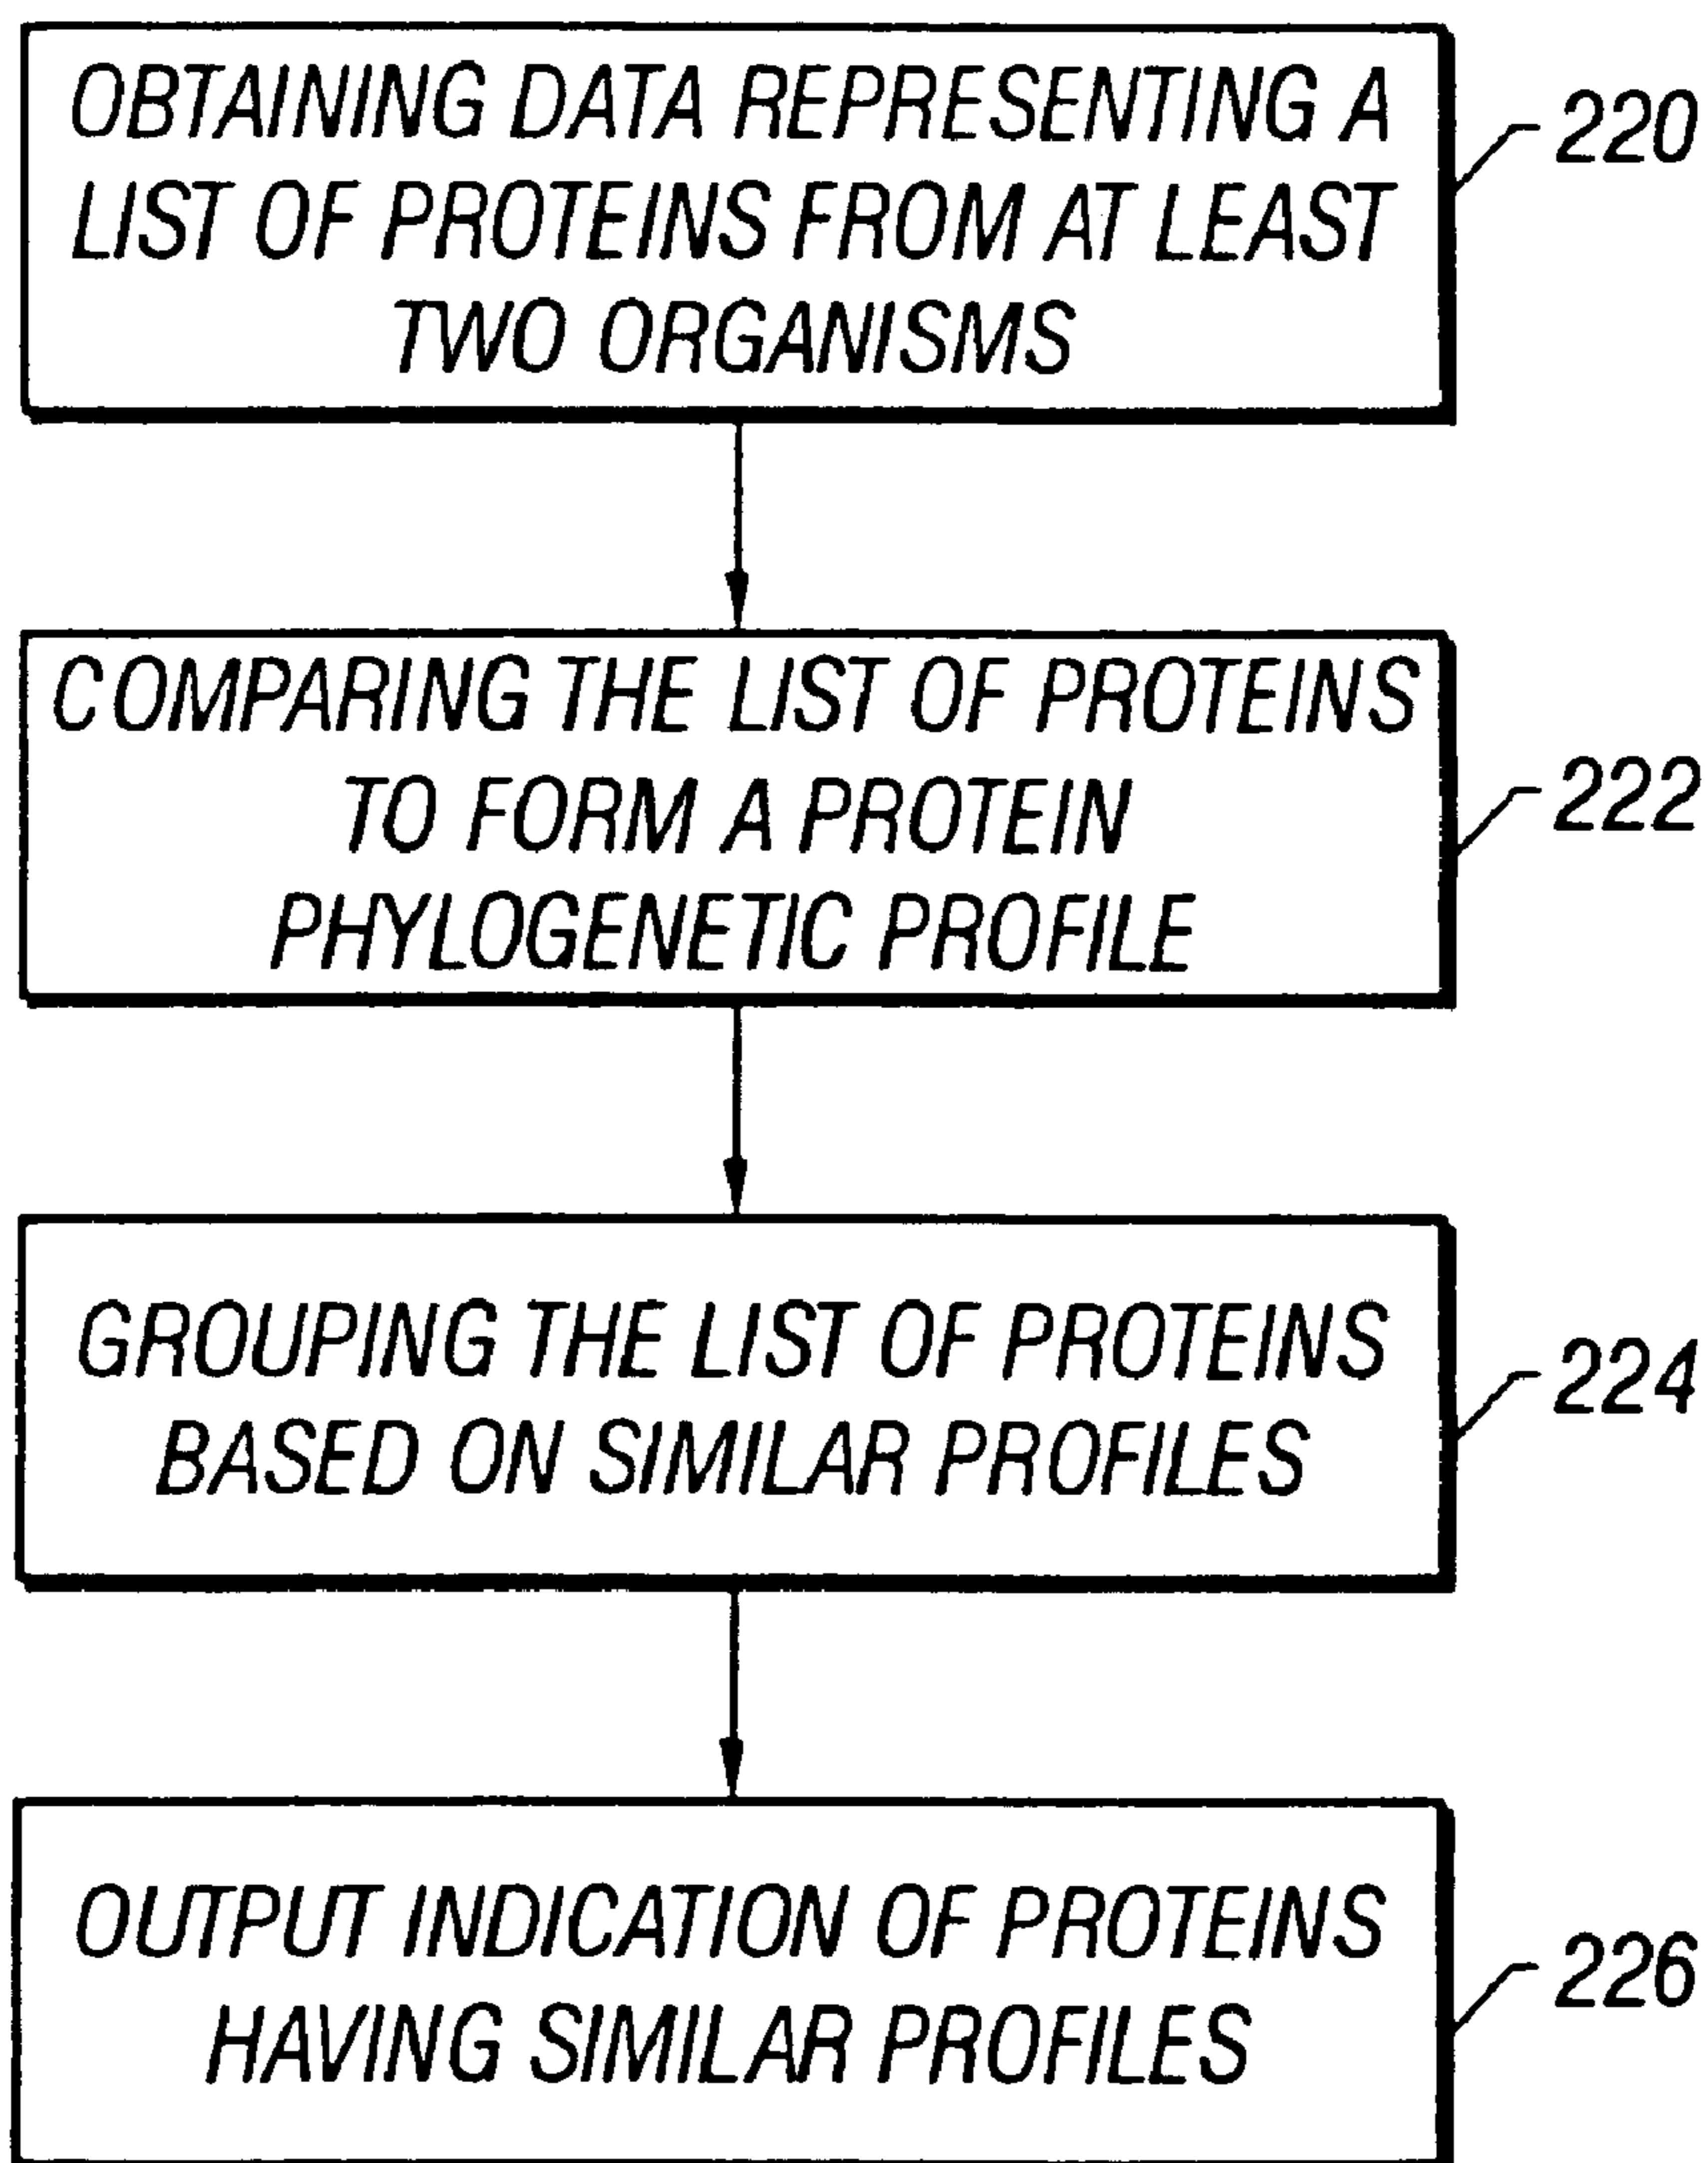 OBTAINING DATA REPRESENTING A
LIST OF PROTEINS FROM AT LEAST
TWO ORGANISMS
220
COMPARING THE LIST OF PROTEINS
TO FORM A PROTEIN
PHYLOGENETIC PROFILE
222
GROUPING THE LIST OF PROTEINS
BASED ON SIMILAR PROFILES
224
OUTPUT INDICATION OF PROTEINS
HAVING SIMILAR PROFILES
226